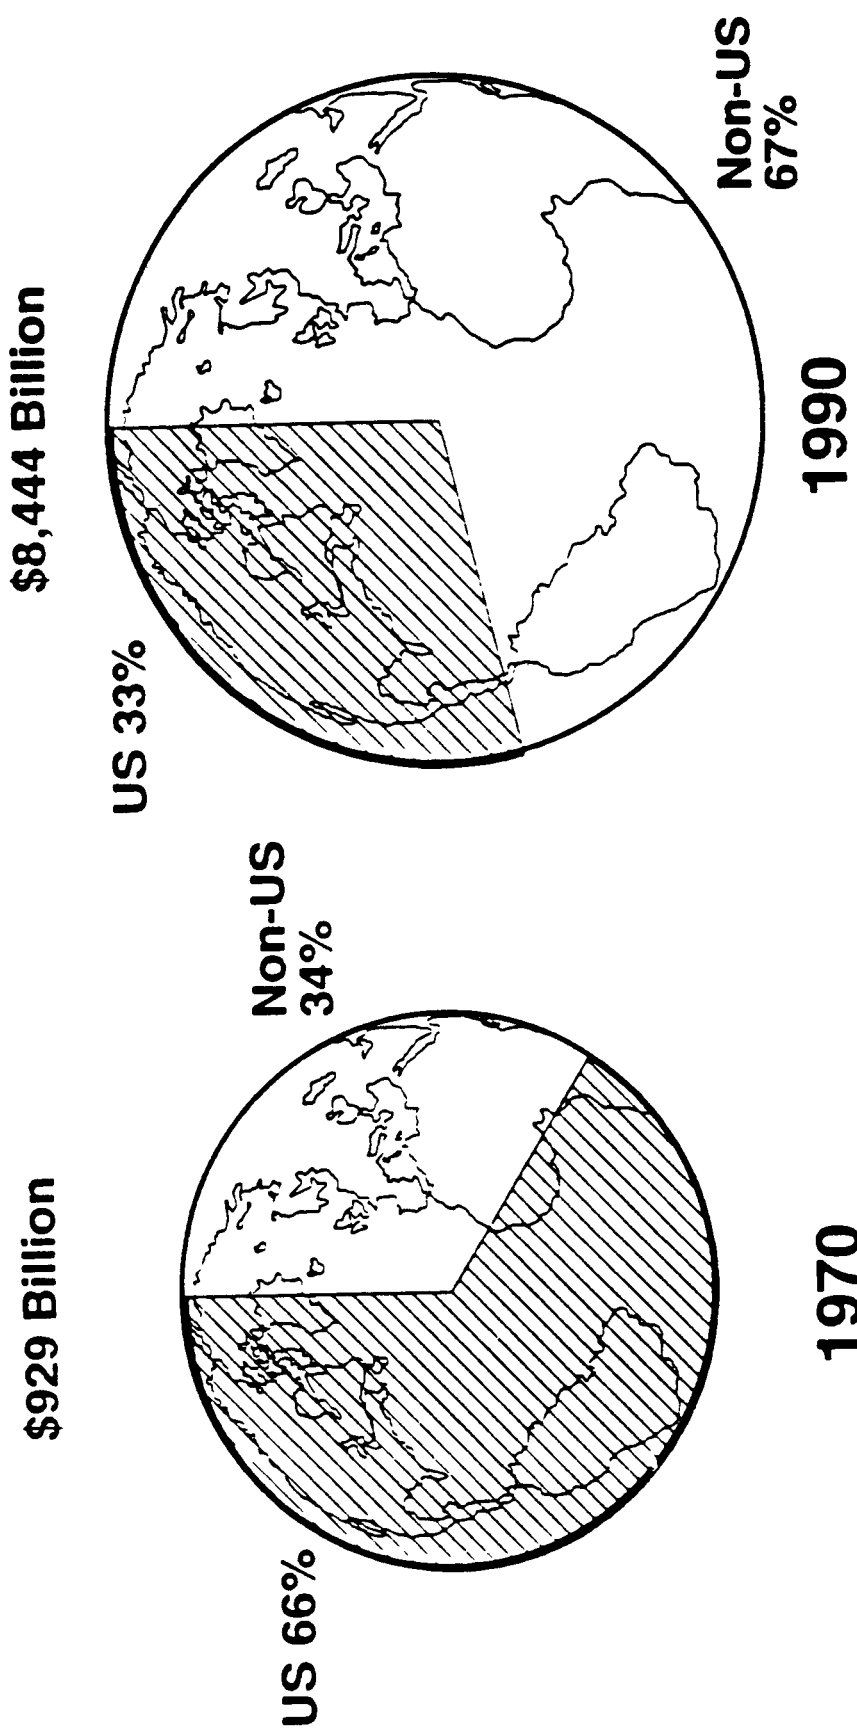 $929 Billion
$8,444 Billion
US 66%
Non-US
34%
US 33%
Non-US
67%
1970
1990